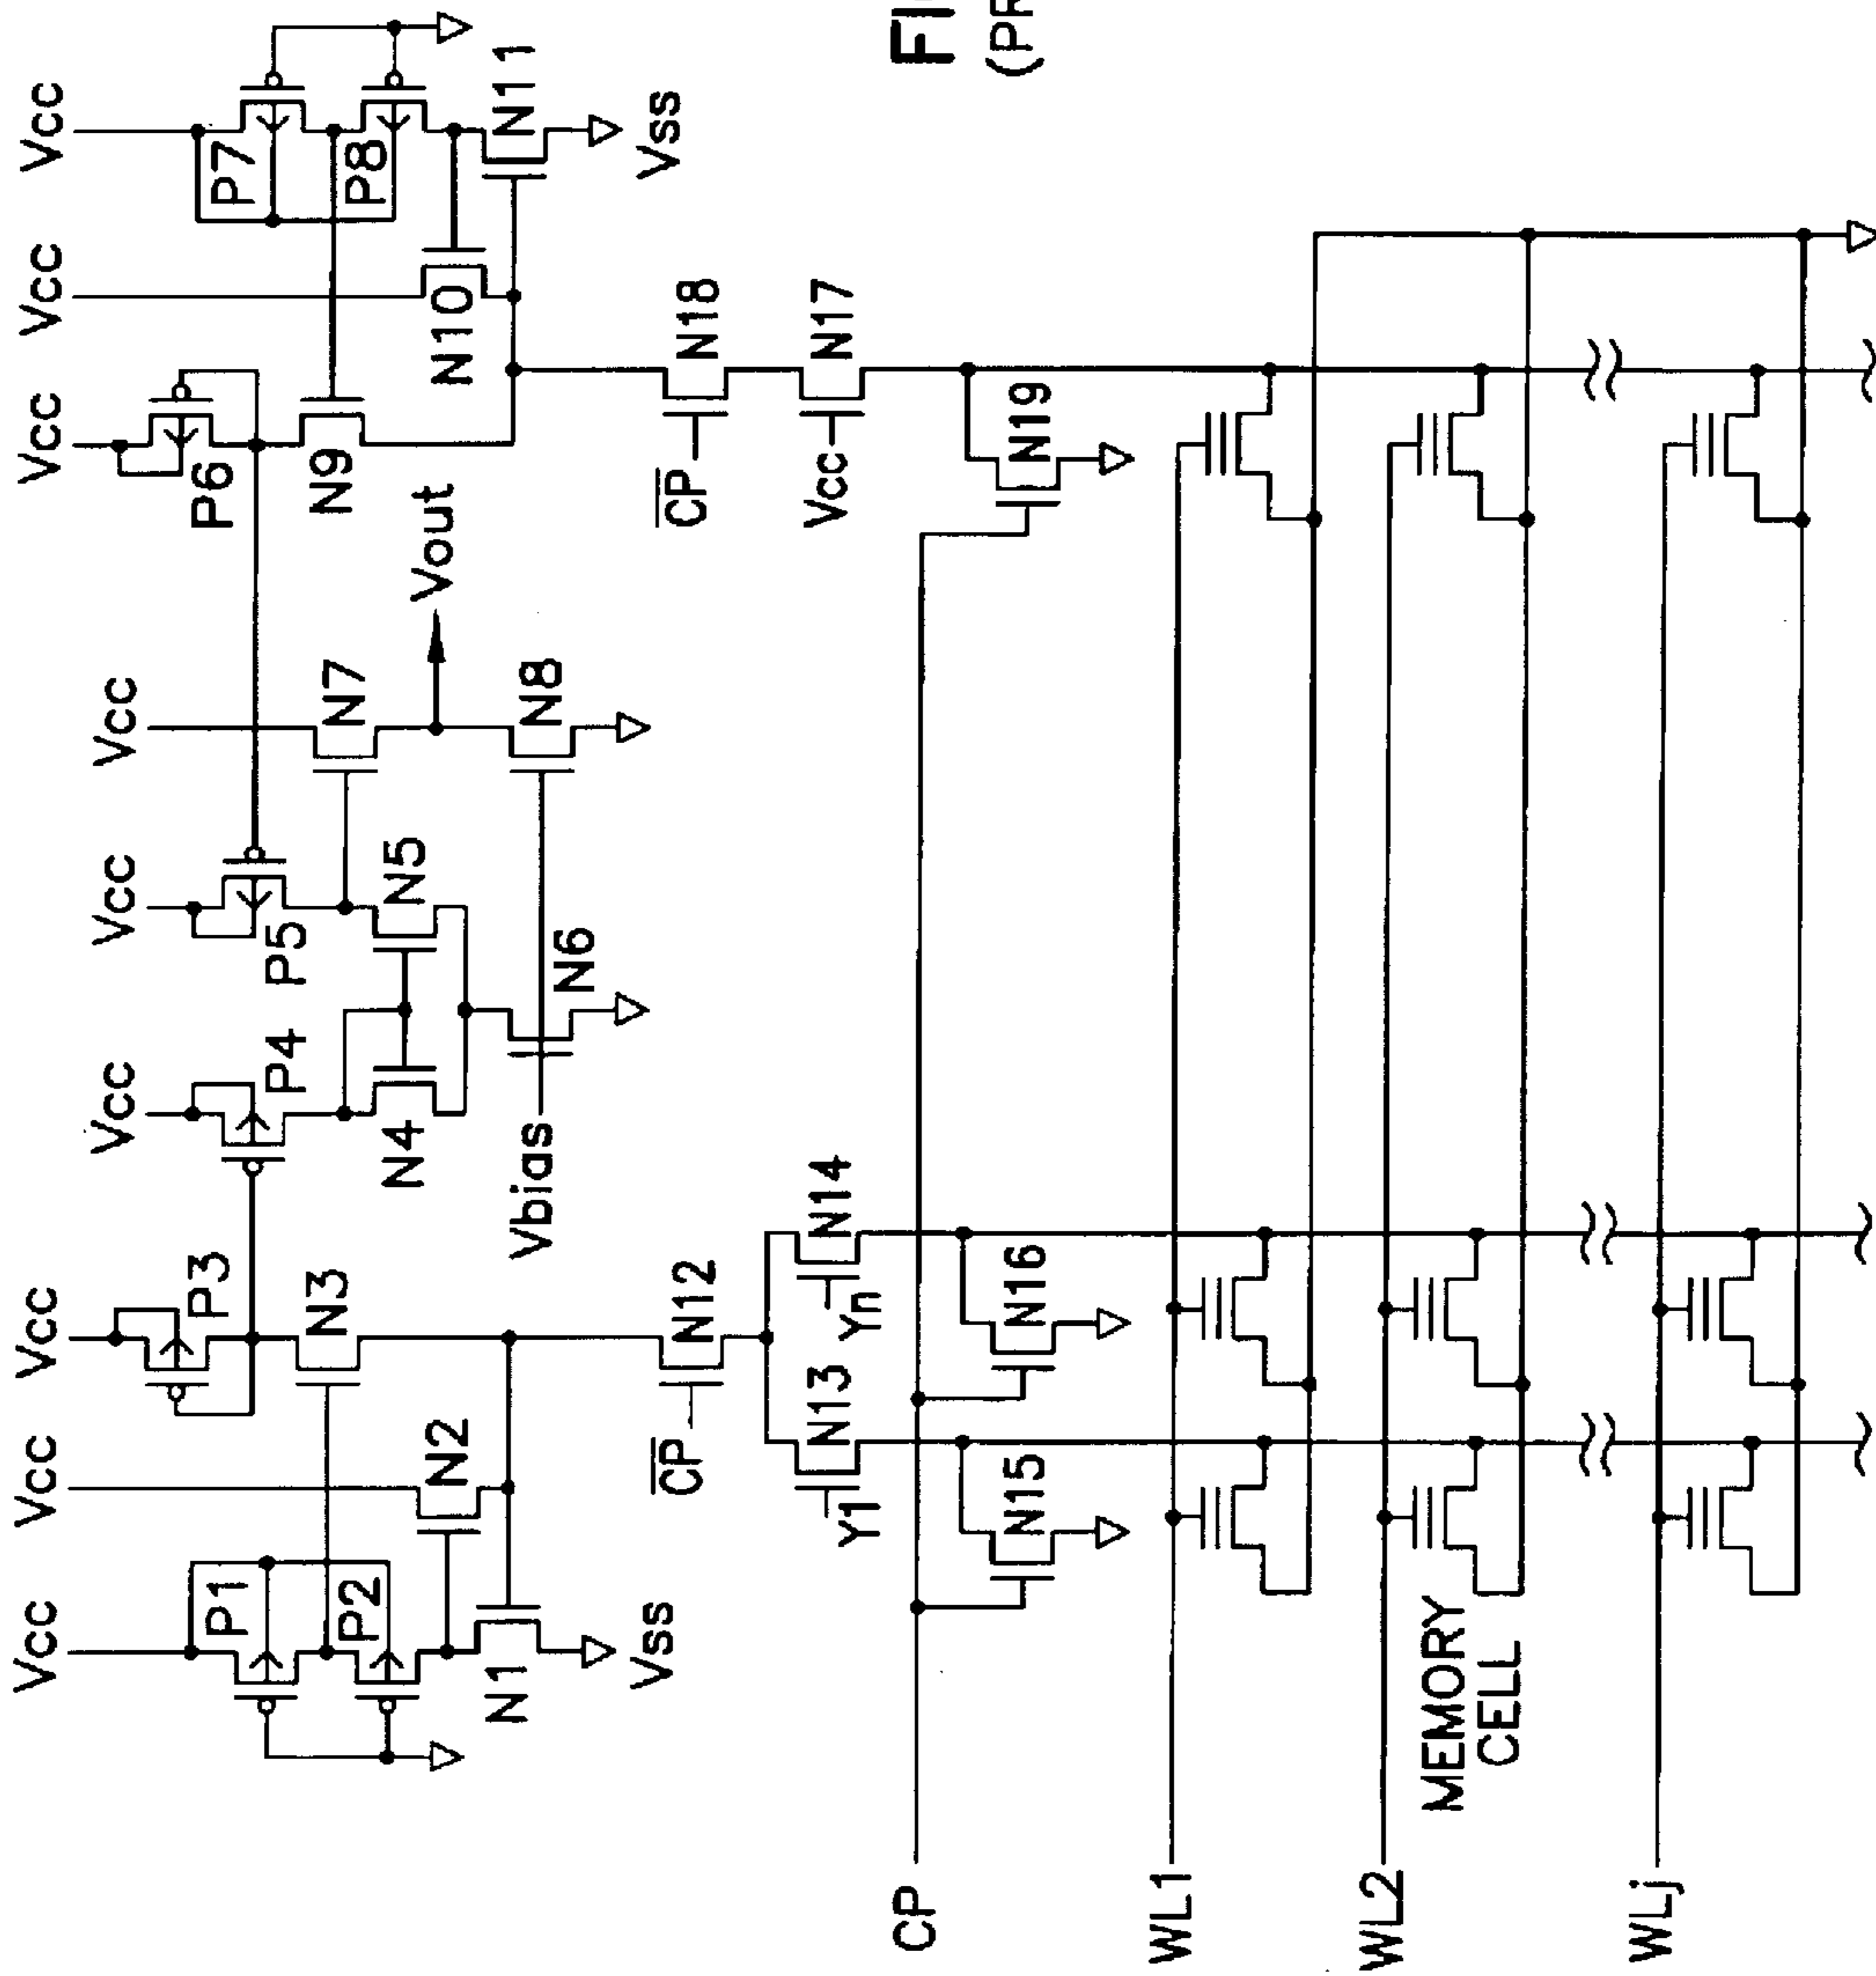 Vcc
Vcc
Vcc
Vcc
Vcc
Vcc
Vcc
Vcc
Vcc
P1
P3
P6
P7
P4
P5
P2
N3
N9
P8
N4
N5
N7
N2
Vout
N10
N1
Vbias
N6
N8
N11
Vss
Vss
CP
N12
CP
N18
N13
N14
Vcc
N17
Y1
Yn
CP
N15
N16
N19
WL1
WL2
MEMORY
CELL
WLj